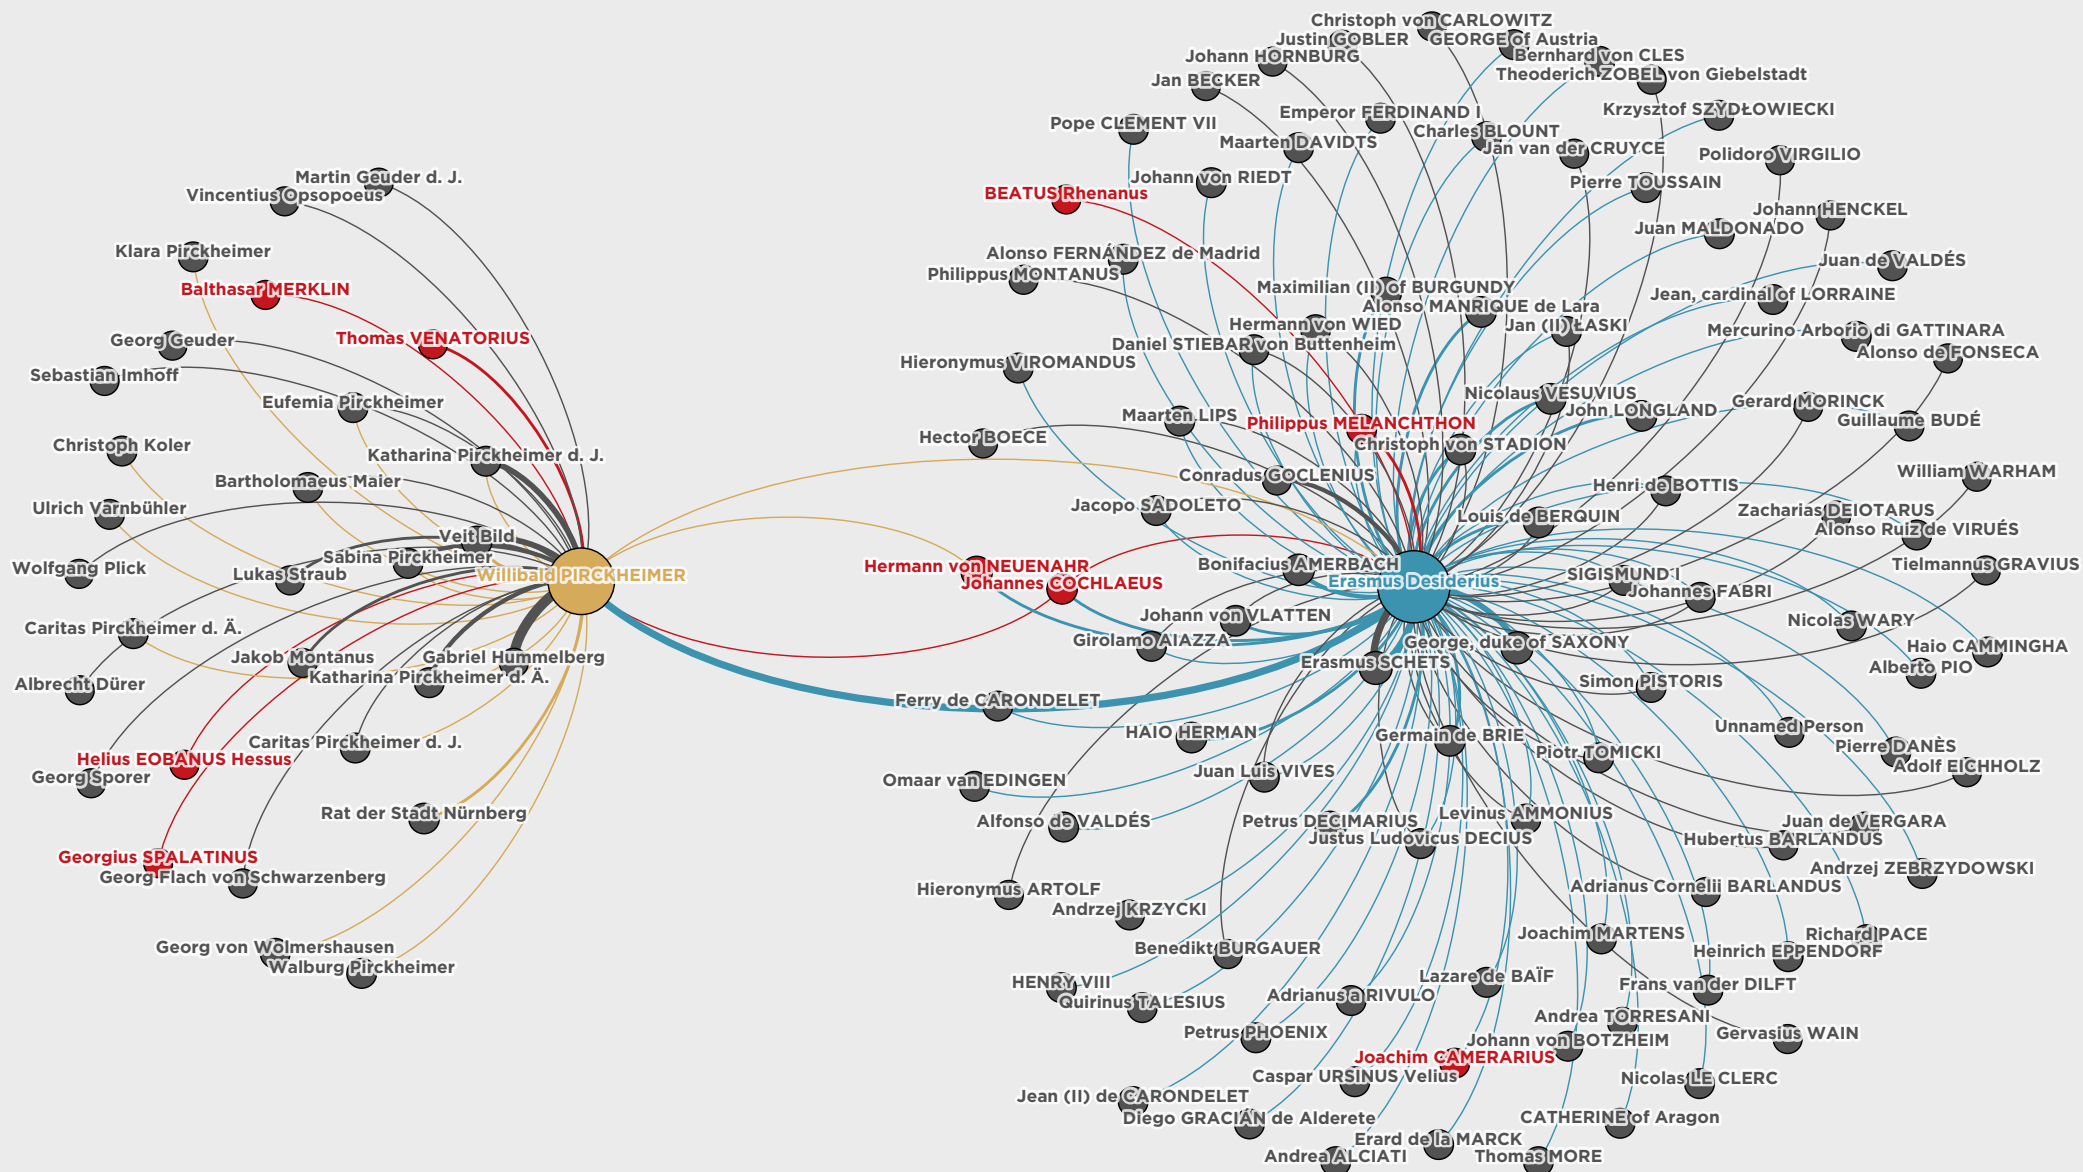 Christoph von CARLOWITZ
Justin GOBLER
GEORGE of Austria
Johann HORNBURG
Bernhard von CLES
Jan BECKER
Theoderich ZOBEL von Giebelstadt
Emperor FERDINAND I
Krzysztof SZYDŁOWIECKI
Pope CLEMENT VII
Charles BLOUNT
Maarten DAVIDTS
Jan van der CRUYCE
Polidoro VIRGILIO
Martin Geuder d. J.
Johann von RIEDT
Pierre TOUSSAIN
Vincentius Opsopoeus
BEATUS Rhenanus
Johann HENCKEL
Juan MALDONADO
Klara Pirckheimer
Alonso FERNÁNDEZ de Madrid
Juan de VALDÉS
Philippus MONTANUS
Balthasar MERKLIN
Maximilian (II) of BURGUNDY
Jean, cardinal of LORRAINE
Alonso MANRIQUE de Lara
Hermann von WIED
Jan (II) ŁASKI
Mercurino Arborio di GATTINARA
Georg Geuder
Thomas VENATORIUS
Daniel STIEBAR von Buttenheim
Alonso de FONSECA
Hieronymus VIROMANDUS
Sebastian Imhoff
Nicolaus VESUVIUS
Eufemia Pirckheimer
Gerard MORINCK
John LONGLAND
Maarten LIPS
Philippus MELANCHTHON
Guillaume BUDÉ
Hector BOECE
Christoph Koler
Christoph von STADION
Katharina Pirckheimer d. J.
Conradus GOCLENIUS
William WARHAM
Bartholomaeus Maier
Henri de BOTTIS
Ulrich Varnbühler
Jacopo SADOLETO
Louis de BERQUIN
Zacharias DEIOTARUS
Alonso Ruiz de VIRUÉS
Veit Bild
Sabina Pirckheimer
Wolfgang Plick
Hermann von NEUENAHR
Bonifacius AMERBACH
Tielmannus GRAVIUS
Lukas Straub
Willibald PIRCKHEIMER
Johannes COCHLAEUS
Erasmus Desiderius
SIGISMUND I
Johannes FABRI
Johann von VLATTEN
Nicolas WARY
Caritas Pirckheimer d. Ä.
Girolamo AIAZZA
George, duke of SAXONY
Haio CAMMINGHA
Jakob Montanus
Gabriel Hummelberg
Erasmus SCHETS
Alberto PIO
Katharina Pirckheimer d. Ä.
Albrecht Dürer
Simon PISTORIS
Ferry de CARONDELET
Unnamed Person
HAIO HERMAN
Germain de BRIE
Caritas Pirckheimer d. J.
Piotr TOMICKI
Pierre DANÈS
Helius EOBANUS Hessus
Adolf EICHHOLZ
Georg Sporer
Juan Luis VIVES
Omaar van EDINGEN
Rat der Stadt Nürnberg
Alfonso de VALDÉS
Petrus DECIMARIUS
Levinus AMMONIUS
Juan de VERGARA
Justus Ludovicus DECIUS
Hubertus BARLANDUS
Georgius SPALATINUS
Andrzej ZEBRZYDOWSKI
Georg Flach von Schwarzenberg
Hieronymus ARTOLF
Adrianus Cornelii BARLANDUS
Andrzej KRZYCKI
Joachim MARTENS
Richard PACE
Georg von Wolmershausen
Benedikt BURGAUER
Heinrich EPPENDORF
Walburg Pirckheimer
Lazare de BAÏF
HENRY VIII
Frans van der DILFT
Quirinus TALESIUS
Adrianus a RIVULO
Andrea TORRESANI
Petrus PHOENIX
Gervasius WAIN
Johann von BOTZHEIM
Joachim CAMERARIUS
Caspar URSINUS Velius
Nicolas LE CLERC
Jean (II) de CARONDELET
Diego GRACIÁN de Alderete
CATHERINE of Aragon
Erard de la MARCK
Andrea ALCIATI
Thomas MORE